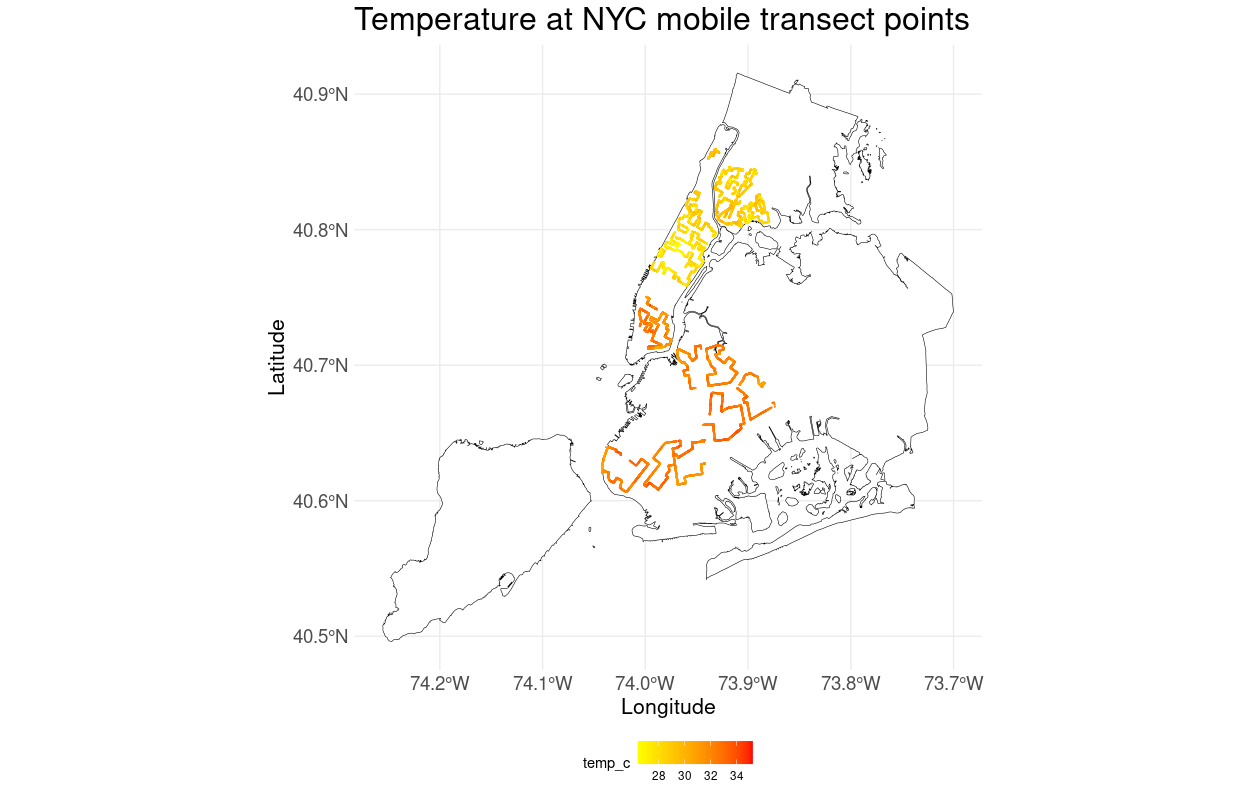 Temperature at NYC mobile transect points
40.9°N
40.8°N
40.7°N
40.6°N
40.5°N
Latitude
74.2°W 74.1°W 74.0°W 73.9°W 73.8°W 73.7°W
Longitude
temp_c
28 30 32 34